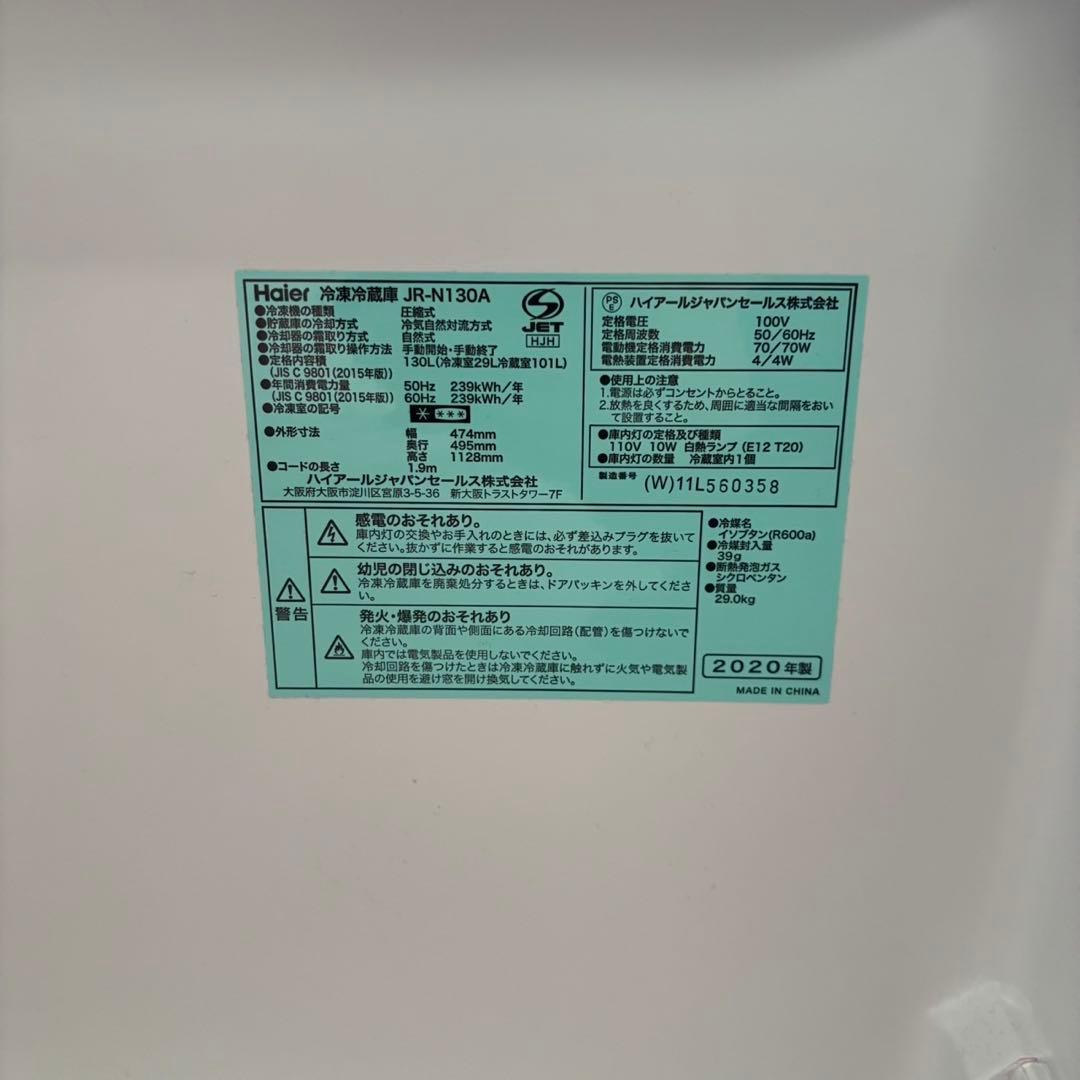 Haier 冷凍冷蔵庫 JR-N130A
●冷凍機の種類 圧縮式
●貯蔵庫の冷却方式 冷気自然対流方式
●冷却器の霜取り方式 自然式
●冷却器の霜取り操作方法 手動開始・手動終了
●定格内容積 130L(冷凍室29L冷蔵室101L)
(JIS C 9801(2015年版))
●年間消費電力量 50Hz 239kWh/年
(JIS C 9801(2015年版)) 60Hz 239kWh/年
●冷凍室の記号
●外形寸法 幅 474mm
奥行 495mm
高さ 1128mm
●コードの長さ 1.9m
ハイアールジャパンセールス株式会社
大阪府大阪市淀川区宮原3-5-36 新大阪トラストタワー7F
JET
HJH
PS
E
ハイアールジャパンセールス株式会社
定格電圧 100V
定格周波数 50/60Hz
電動機定格消費電力 70/70W
電熱装置定格消費電力 4/4W
●使用上の注意
1.電源は必ずコンセントからとること。
2.放熱を良くするため、周囲に適当な間隔をおい
て設置すること。
●庫内灯の定格及び種類
110V 10W 白熱ランプ(E12 T20)
●庫内灯の数量 冷蔵室内1個
製造番号 (W)11L560358
警告
感電のおそれあり。
庫内灯の交換やお手入れのときには、必ず差込みプラグを抜いて
ください。抜かずに作業すると感電のおそれがあります。
幼児の閉じ込みのおそれあり。
冷凍冷蔵庫を廃棄処分するときは、ドアパッキンを外してくださ
い。
発火・爆発のおそれあり
冷凍冷蔵庫の背面や側面にある冷却回路(配管)を傷つけないで
ください。
庫内では電気製品を使用しないでください。
冷却回路を傷つけたときは冷凍冷蔵庫に触れずに火気や電気製
品の使用を避け窓を開け換気してください。
●冷媒名
イソブタン(R600a)
●冷媒封入量
39g
●断熱発泡ガス
シクロペンタン
●質量
29.0kg
2020年製
MADE IN CHINA